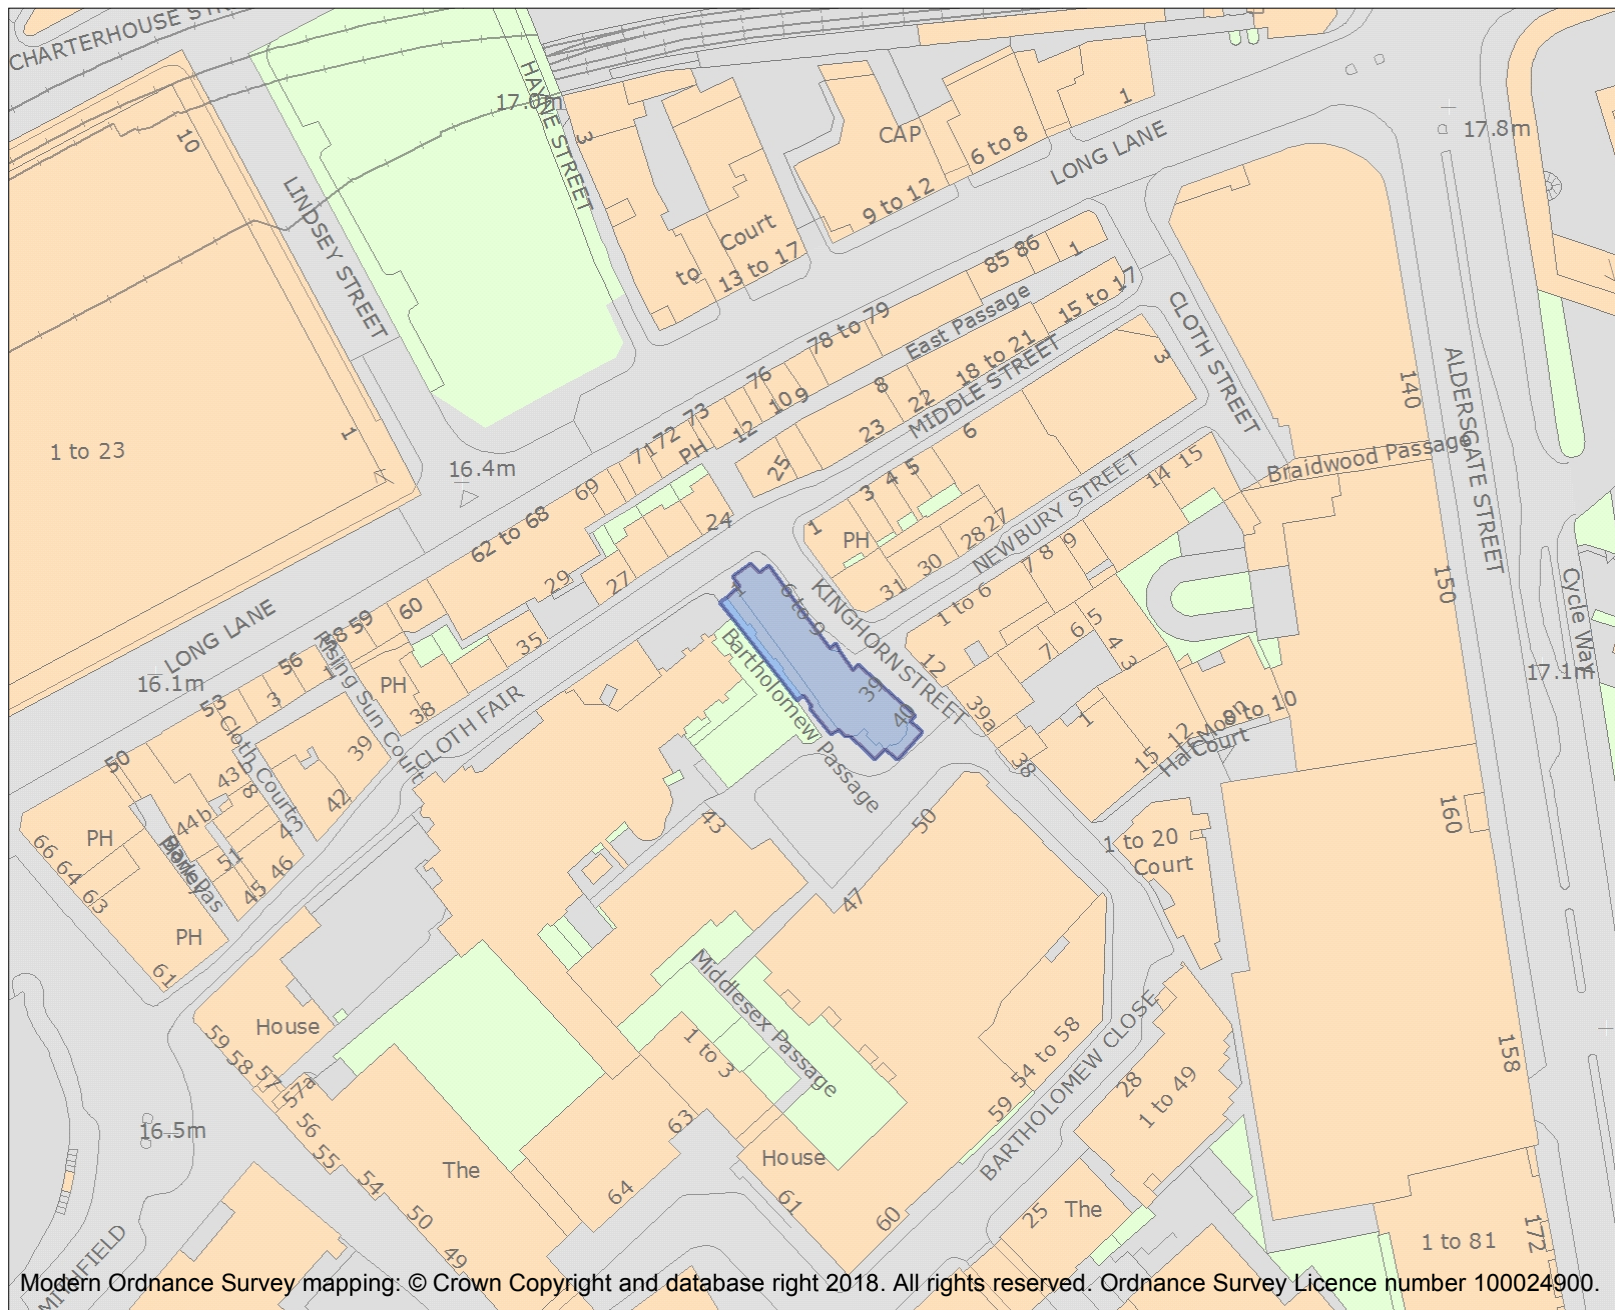 CHARTERHOUSE STR
HAYNE STREET
17.0m
3
10
CAP
1
6 to 8
LONG LANE
17.8m
9 to 12
LINDSEY STREET
Court
to
13 to 17
85 86
1
15 to 17
East Passage
78 to 79
18 to 21
MIDDLE STREET
CLOTH STREET
3
140
ALDERSGATE STREET
76
10 9
8
22
23
12
73
72
71
PH
25
6
1 to 23
1
16.4m
69
62 to 68
24
5
4
3
1
PH
14 15
Braidwood Passage
NEWBURY STREET
27
28
30
31
9
8
7
1 to 6
150
Cycle Way
29
27
35
60
59
58
56
1
3
53
50
LONG LANE
16.1m
Rising Sun Court
PH
38
CLOTH FAIR
1
6 to 9
KINGHORN STREET
Bartholomew Passage
39
40
12
39a
38
7
6 5
4
3
1
15
12
8 to 10
Half Moon
Court
17.1m
Cloth Court
39
42
43b
8
44b
43
51
46
45
PH
66
64
63
PH
61
43
50
47
1 to 20
Court
160
Middlesex Passage
1 to 3
House
59
58
57
57a
56
55
54
50
49
The
63
64
House
61
60
59
54 to 58
BARTHOLOMEW CLOSE
28
1 to 49
25
The
158
172
1 to 81
16.5m
MITHFIELD
Modern Ordnance Survey mapping: © Crown Copyright and database right 2018. All rights reserved. Ordnance Survey Licence number 100024900.